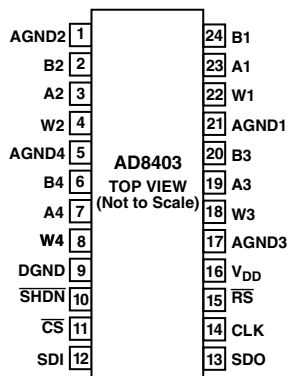 AGND2 1
B2 2
A2 3
W2 4
AGND4 5
B4 6
A4 7
W4 8
DGND 9
SHDN 10
CS 11
SDI 12
AD8403
TOP VIEW
(Not to Scale)
24 B1
23 A1
22 W1
21 AGND1
20 B3
19 A3
18 W3
17 AGND3
16 VDD
15 RS
14 CLK
13 SDO